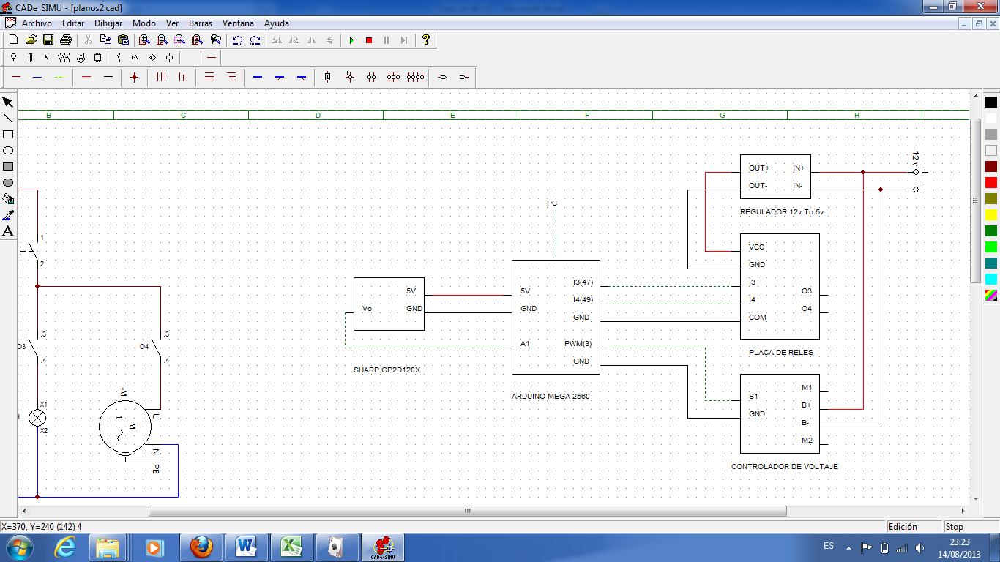 CADe_SIMU - [planos2.cad]
Archivo Editar Dibujar Modo Ver Barras Ventana Ayuda
B C D E F G H
12 v
+
OUT+ IN+
OUT- IN-
REGULADOR 12v To 5v
PC
1
E
2
VCC
GND
I3
I4
COM
O3
O4
PLACA DE RELES
5V
Vo GND
SHARP GP2D120X
I3(47)
5V I4(49)
GND
GND
A1 PWM(3)
GND
ARDUINO MEGA 2560
.3
O3
.4
.3
O4
.4
M1
S1
B+
GND
B-
M2
CONTROLADOR DE VOLTAJE
X1
X2
-M
1
M
U
N
PE
X=370, Y=240 (142) 4
Edición
Stop
CADe-SIMU
ES
23:23
14/08/2013